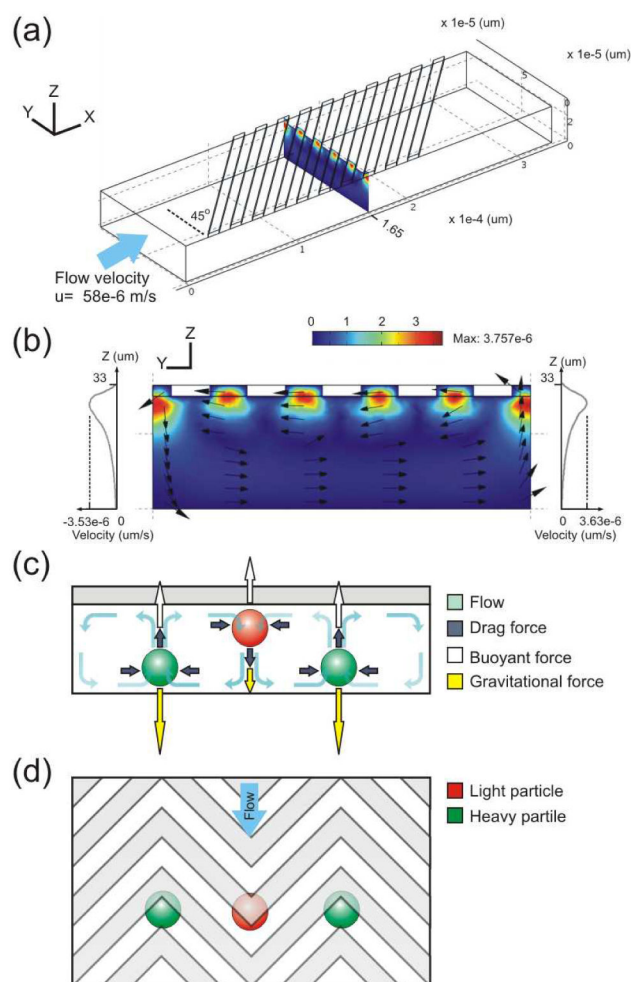 (a)
x 1e-5 (um)
x 1e-5 (um)
Z
Y
X
5
0
2
0
3
2
x 1e-4 (um)
1.65
1
0
45°
Flow velocity
u= 58e-6 m/s
(b)
0 1 2 3
Max: 3.757e-6
Z
Y
Z (um)
33
-3.53e-6 0
Velocity (um/s)
Z (um)
33
0 3.63e-6
Velocity (um/s)
(c)
Flow
Drag force
Buoyant force
Gravitational force
(d)
Flow
Light particle
Heavy partile